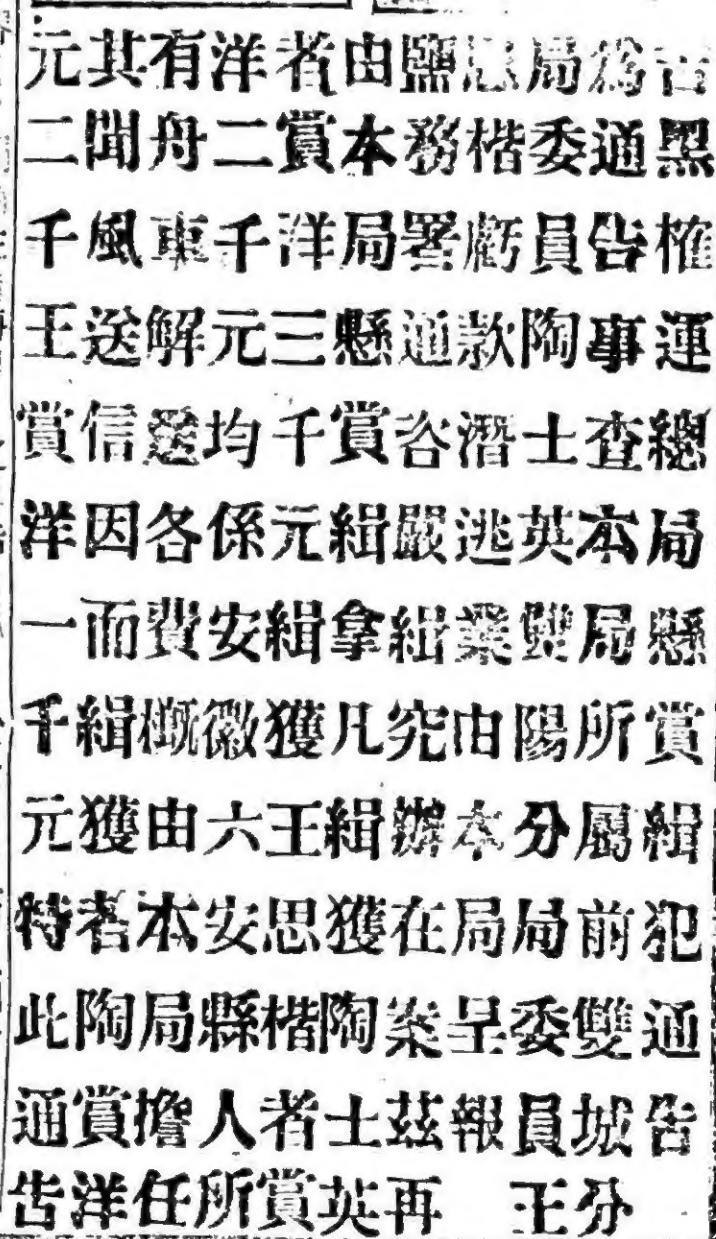 吉黑榷運總局懸賞緝犯通告
為通告事查本局所屬前雙城分
局委員陶士英雙陽分局委員王
思楷虧款潛逃業由本局呈報
鹽務署通咨嚴緝究辦在案茲再
由本局懸賞緝拿凡緝獲陶士英
者賞洋三千元緝獲王思楷者賞
洋二千元均係安徽六安縣人所
有舟車解送各費概由本局擔任
其聞風送信因而緝獲者陶賞洋
元二千王賞洋一千元特此通告